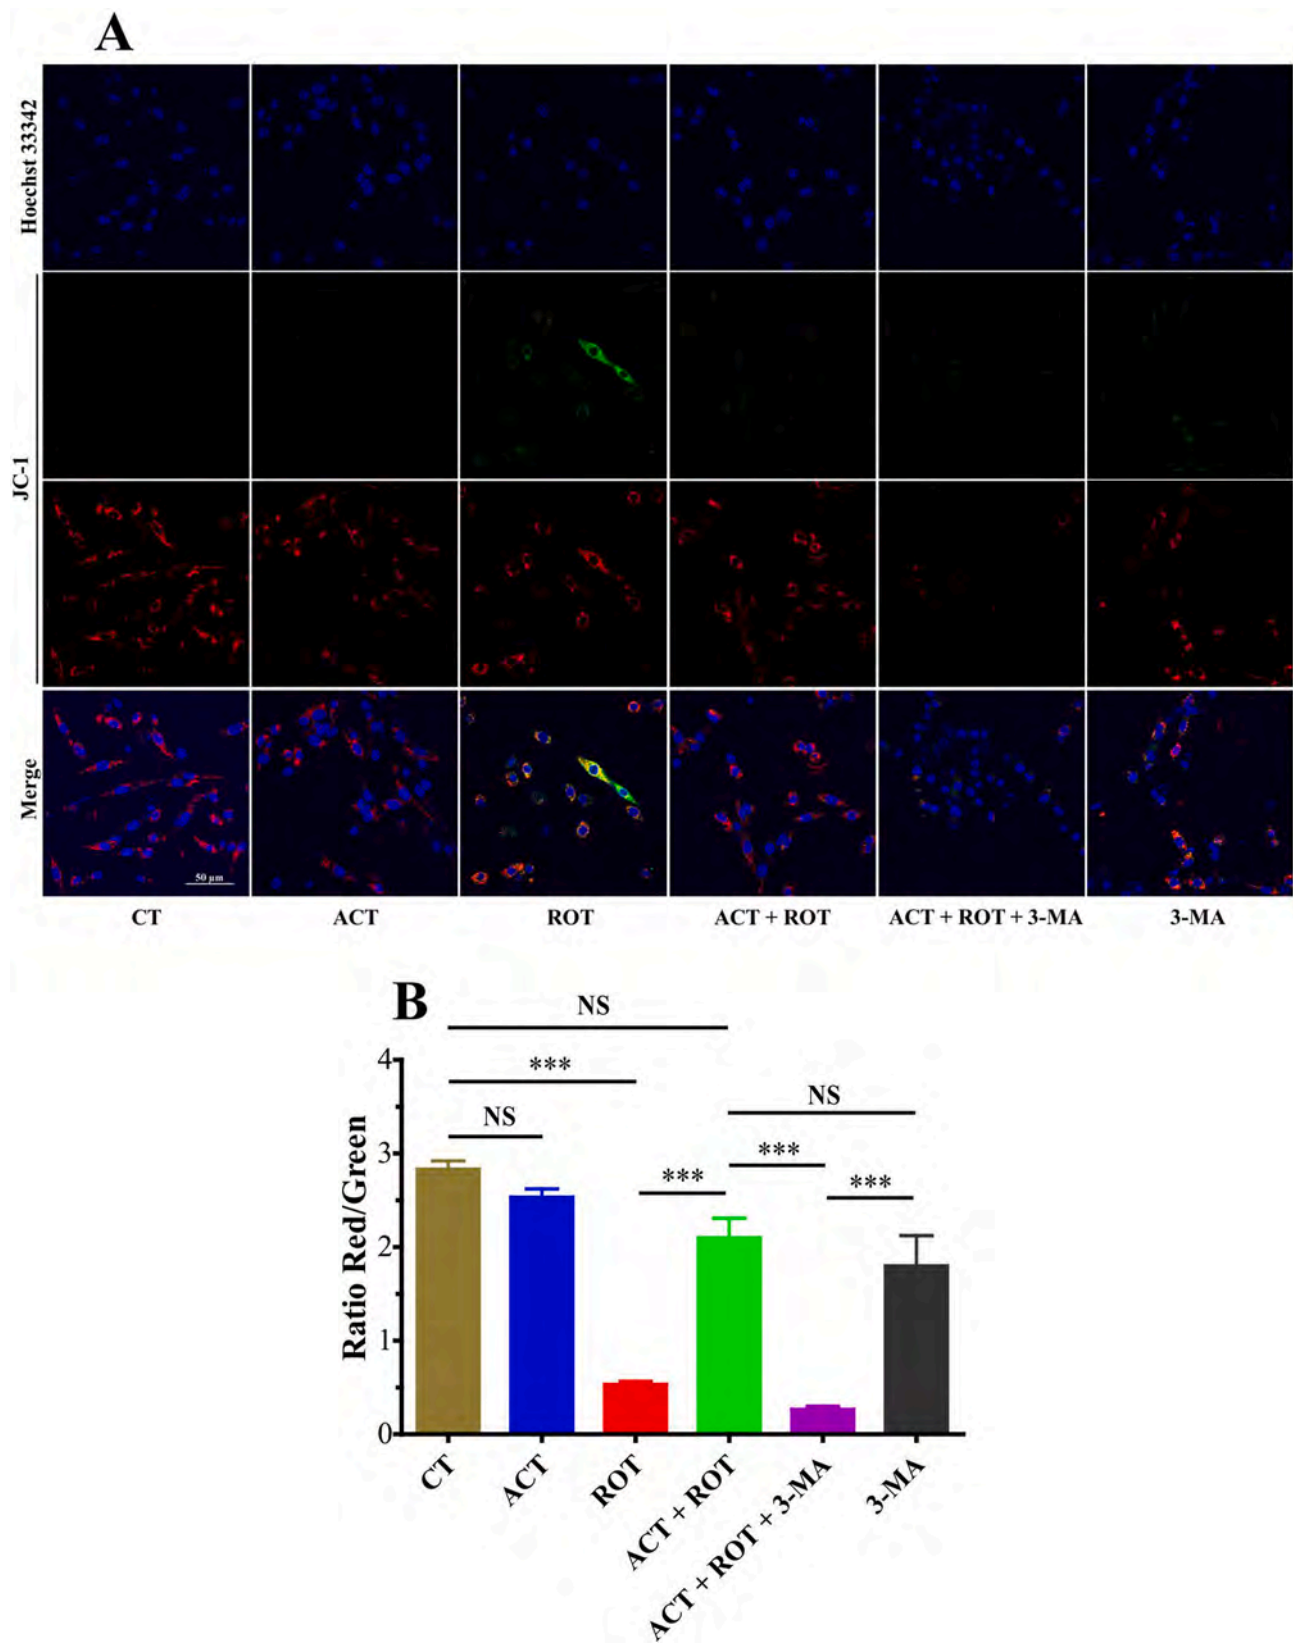 A
Hoechst 33342
JC-1
Merge
50 µm
CT
ACT
ROT
ACT + ROT
ACT + ROT + 3-MA
3-MA
B
NS
***
NS
NS
***
***
***
Ratio Red/Green
4
3
2
1
0
CT
ACT
ROT
ACT + ROT
ACT + ROT + 3-MA
3-MA